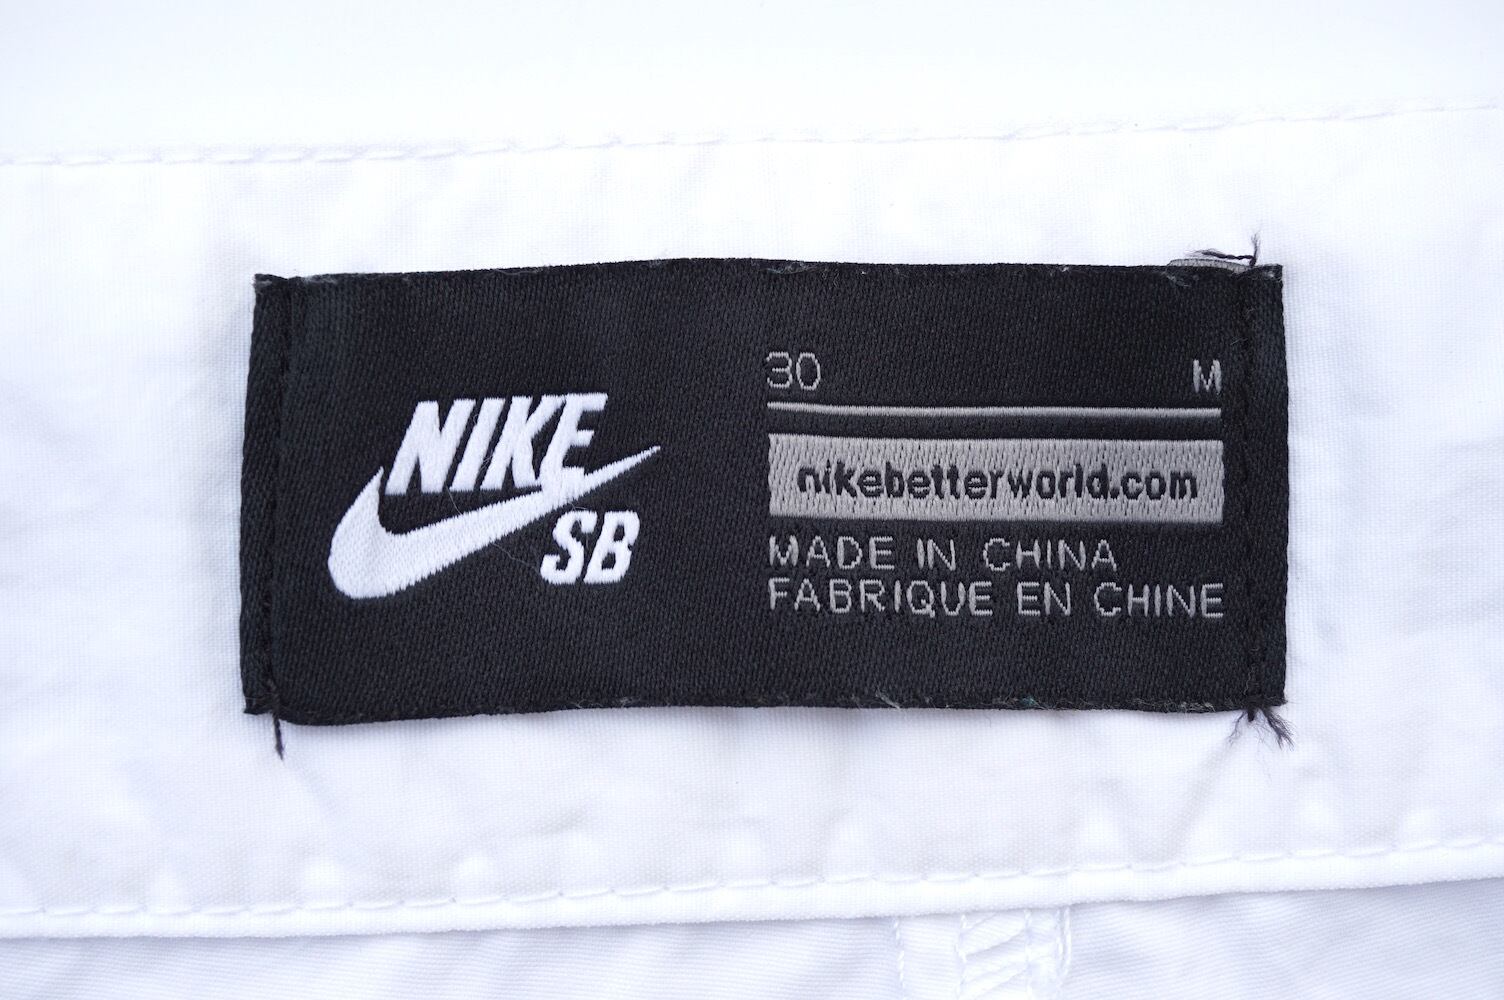 NIKE
SB
30 M
nikebetterworld.com
MADE IN CHINA
FABRIQUE EN CHINE